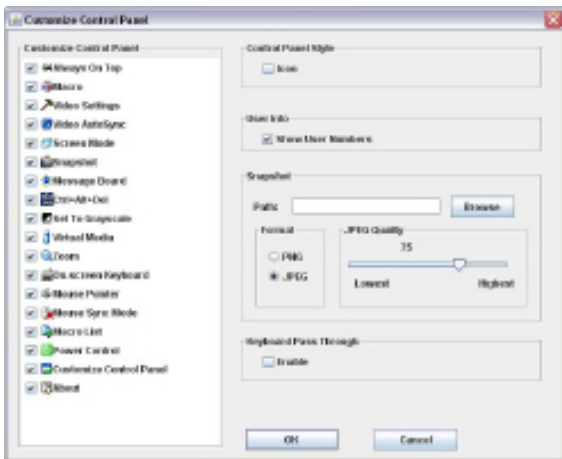 Customize Control Panel
Customize Control Panel
Always On Top
Macro
Video Settings
Video AutoSync
Screen Mode
Snapshot
Message Board
Ctrl+Alt+Del
Set To Grayscale
Virtual Media
Zoom
On screen Keyboard
Mouse Pointer
Mouse Sync Mode
Macro List
Power Control
Customize Control Panel
About
Control Panel Style
Icon
User Info
Show User Numbers
Snapshot
Path:
Browse
Format
PNG
JPEG
JPEG Quality
75
Lowest
Highest
Keyboard Pass Through
Enable
OK
Cancel